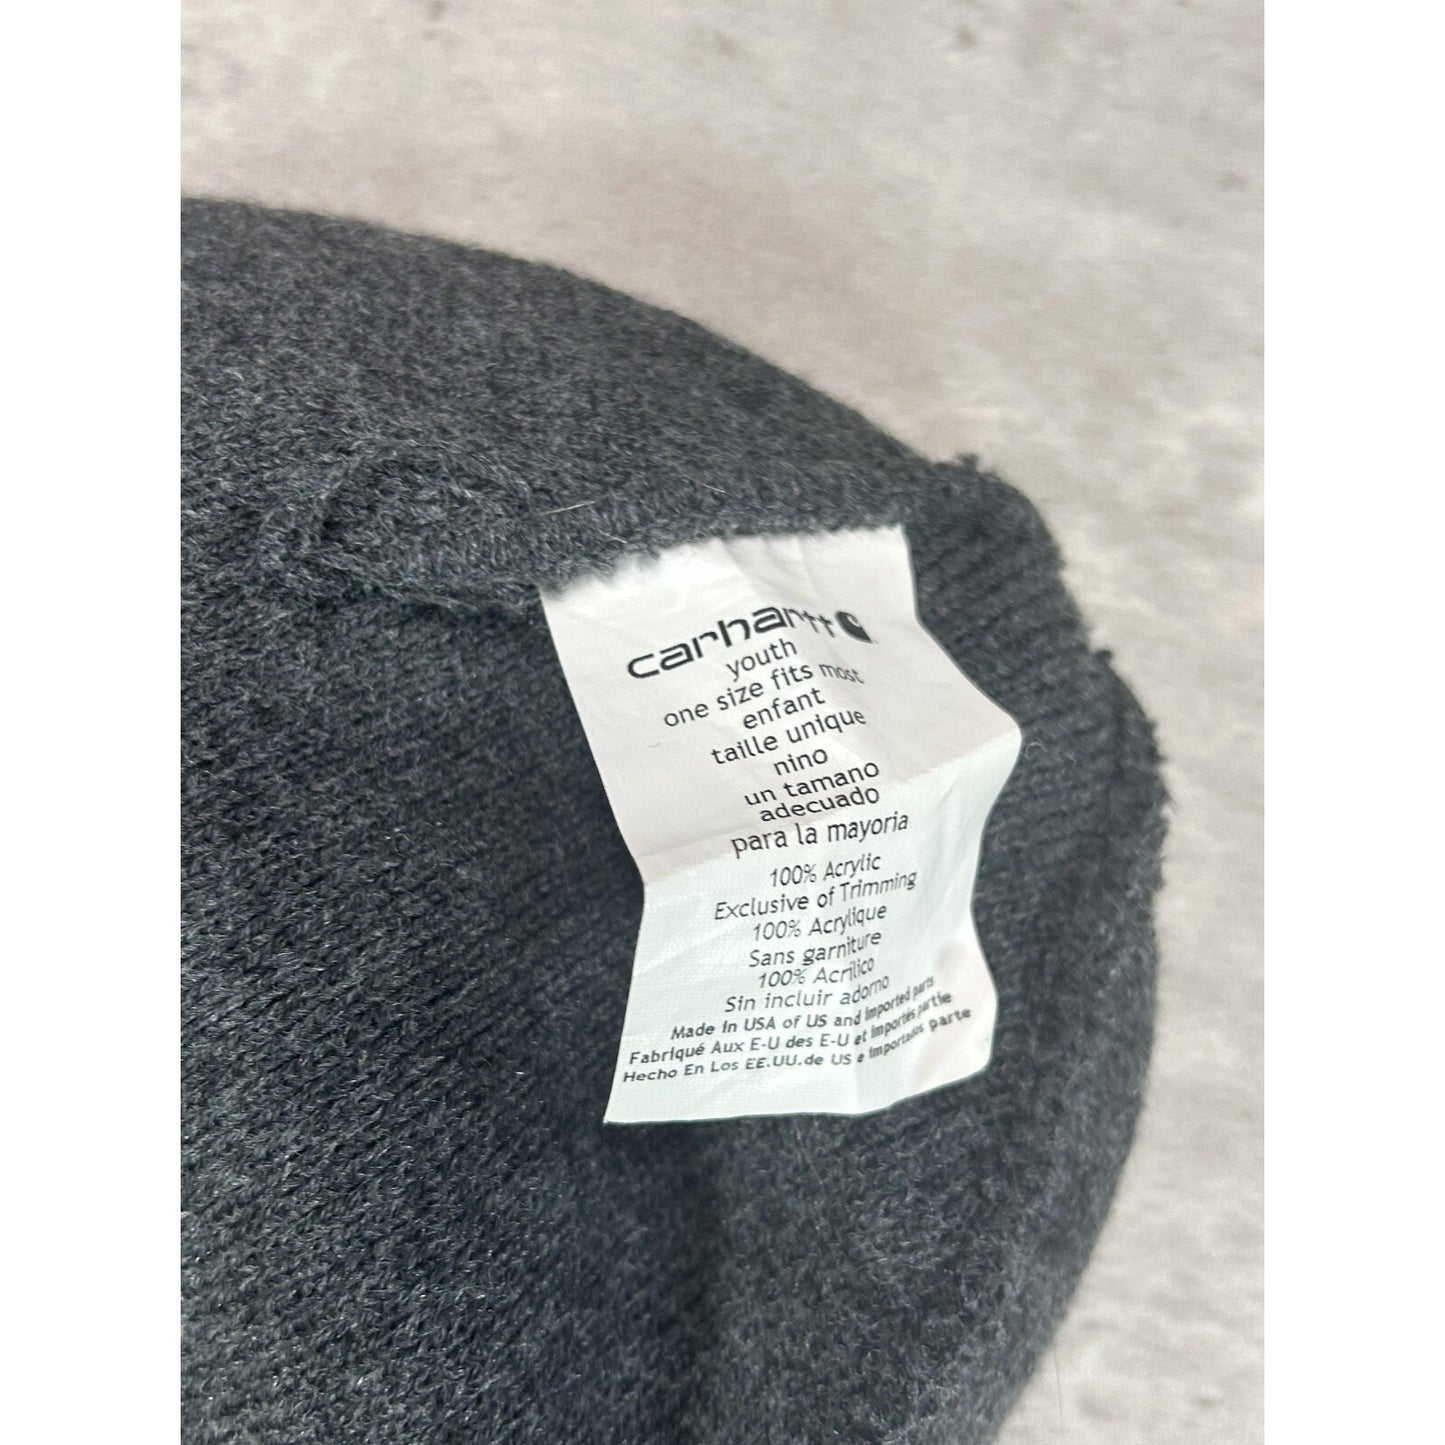 carhartt
youth
one size fits most
enfant
taille unique
nino
un tamano
adecuado
para la mayoria
100% Acrylic
Exclusive of Trimming
100% Acrylique
Sans garniture
100% Acrílico
Sin incluir adorno
Made In USA of US and Imported parts
Fabriqué Aux E-U des E-U et Importés partie
Hecho En Los EE.UU.de US e Importados parte